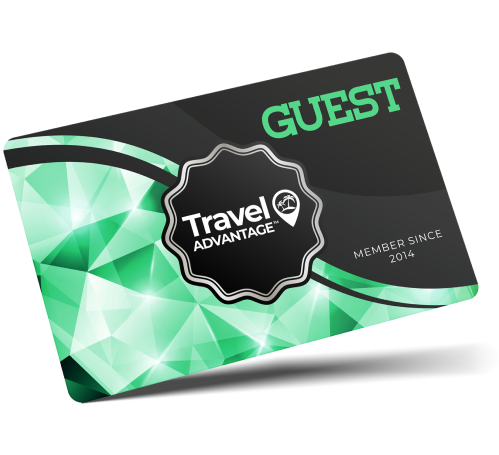 GUEST
Travel
ADVANTAGE™
MEMBER SINCE
2014